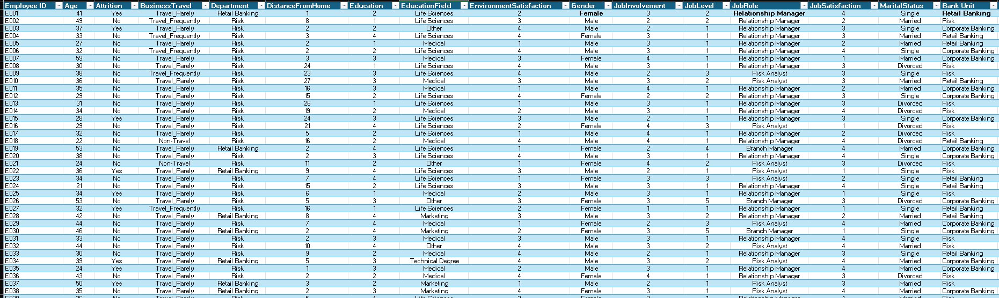 Employee ID Age Attrition BusinessTravel Department DistanceFromHome Education EducationField EnvironmentSatisfaction Gender JobInvolvement JobLevel JobRole JobSatisfaction MaritalStatus Bank Unit
E001 41 Yes Travel_Rarely Retail Banking 1 2 Life Sciences 2 Female 3 2 Relationship Manager 4 Single Retail Banking
E002 49 No Travel_Frequently Risk 8 1 Life Sciences 3 Male 2 2 Relationship Manager 2 Married Risk
E003 37 Yes Travel_Rarely Risk 2 2 Other 4 Male 2 1 Relationship Manager 3 Single Corporate Banking
E004 33 No Travel_Frequently Risk 3 4 Life Sciences 4 Female 3 1 Relationship Manager 3 Married Retail Banking
E005 27 No Travel_Rarely Risk 2 1 Medical 1 Male 3 1 Relationship Manager 2 Married Retail Banking
E006 32 No Travel_Frequently Risk 2 2 Life Sciences 4 Male 3 1 Relationship Manager 4 Single Corporate Banking
E007 59 No Travel_Rarely Risk 3 3 Medical 3 Female 4 1 Relationship Manager 1 Married Corporate Banking
E008 30 No Travel_Rarely Risk 24 1 Life Sciences 4 Male 3 1 Relationship Manager 3 Divorced Risk
E009 38 No Travel_Frequently Risk 23 3 Life Sciences 4 Male 2 3 Risk Analyst 3 Single Risk
E010 36 No Travel_Rarely Risk 27 3 Medical 3 Male 3 2 Risk Analyst 3 Married Retail Banking
E011 35 No Travel_Rarely Risk 16 3 Medical 1 Male 4 1 Relationship Manager 2 Married Corporate Banking
E012 29 No Travel_Rarely Risk 15 2 Life Sciences 4 Female 2 2 Relationship Manager 3 Single Corporate Banking
E013 31 No Travel_Rarely Risk 26 1 Life Sciences 1 Male 3 1 Relationship Manager 3 Divorced Risk
E014 34 No Travel_Rarely Risk 19 2 Medical 2 Male 3 1 Relationship Manager 4 Divorced Risk
E015 28 Yes Travel_Rarely Risk 24 3 Life Sciences 3 Male 2 1 Relationship Manager 3 Single Corporate Banking
E016 29 No Travel_Rarely Risk 21 4 Life Sciences 2 Female 4 3 Risk Analyst 1 Divorced Risk
E017 32 No Travel_Rarely Risk 5 2 Life Sciences 1 Male 4 1 Relationship Manager 2 Divorced Risk
E018 22 No Non-Travel Risk 16 2 Medical 4 Male 4 1 Relationship Manager 4 Divorced Retail Banking
E019 53 No Travel_Rarely Retail Banking 2 4 Life Sciences 1 Female 2 4 Branch Manager 4 Married Corporate Banking
E020 38 No Travel_Rarely Risk 2 3 Life Sciences 4 Male 3 1 Relationship Manager 4 Single Corporate Banking
E021 24 No Non-Travel Risk 11 2 Other 1 Female 4 2 Risk Analyst 3 Divorced Risk
E022 36 Yes Travel_Rarely Retail Banking 9 4 Life Sciences 3 Male 2 1 Risk Analyst 1 Single Risk
E023 34 No Travel_Rarely Risk 7 4 Life Sciences 1 Female 3 3 Risk Analyst 2 Single Retail Banking
E024 21 No Travel_Rarely Risk 15 2 Life Sciences 3 Male 3 1 Relationship Manager 4 Single Retail Banking
E025 34 Yes Travel_Rarely Risk 6 1 Medical 2 Male 3 1 Relationship Manager 1 Single Risk
E026 53 No Travel_Rarely Risk 5 3 Other 3 Female 3 5 Branch Manager 3 Divorced Corporate Banking
E027 32 Yes Travel_Frequently Risk 16 1 Life Sciences 2 Female 1 1 Relationship Manager 1 Single Retail Banking
E028 42 No Travel_Rarely Retail Banking 8 4 Marketing 3 Male 3 2 Relationship Manager 2 Married Retail Banking
E029 44 No Travel_Rarely Risk 7 4 Medical 1 Female 2 3 Risk Analyst 4 Married Corporate Banking
E030 46 No Travel_Rarely Retail Banking 2 4 Marketing 2 Female 3 5 Branch Manager 1 Single Corporate Banking
E031 33 No Travel_Rarely Risk 2 3 Medical 3 Male 3 1 Relationship Manager 4 Single Risk
E032 44 No Travel_Rarely Risk 10 4 Other 4 Male 3 2 Risk Analyst 4 Married Risk
E033 30 No Travel_Rarely Risk 9 2 Medical 4 Male 2 1 Relationship Manager 3 Single Retail Banking
E034 39 Yes Travel_Rarely Retail Banking 5 3 Technical Degree 4 Male 3 2 Risk Analyst 4 Married Corporate Banking
E035 24 Yes Travel_Rarely Risk 1 3 Medical 2 Male 3 1 Relationship Manager 4 Married Corporate Banking
E036 43 No Travel_Rarely Risk 2 2 Medical 4 Male 4 1 Relationship Manager 3 Divorced Risk
E037 50 Yes Travel_Rarely Retail Banking 3 2 Marketing 1 Male 2 1 Risk Analyst 3 Married Risk
E038 35 No Travel_Rarely Retail Banking 2 3 Marketing 4 Female 3 1 Risk Analyst 4 Married Risk